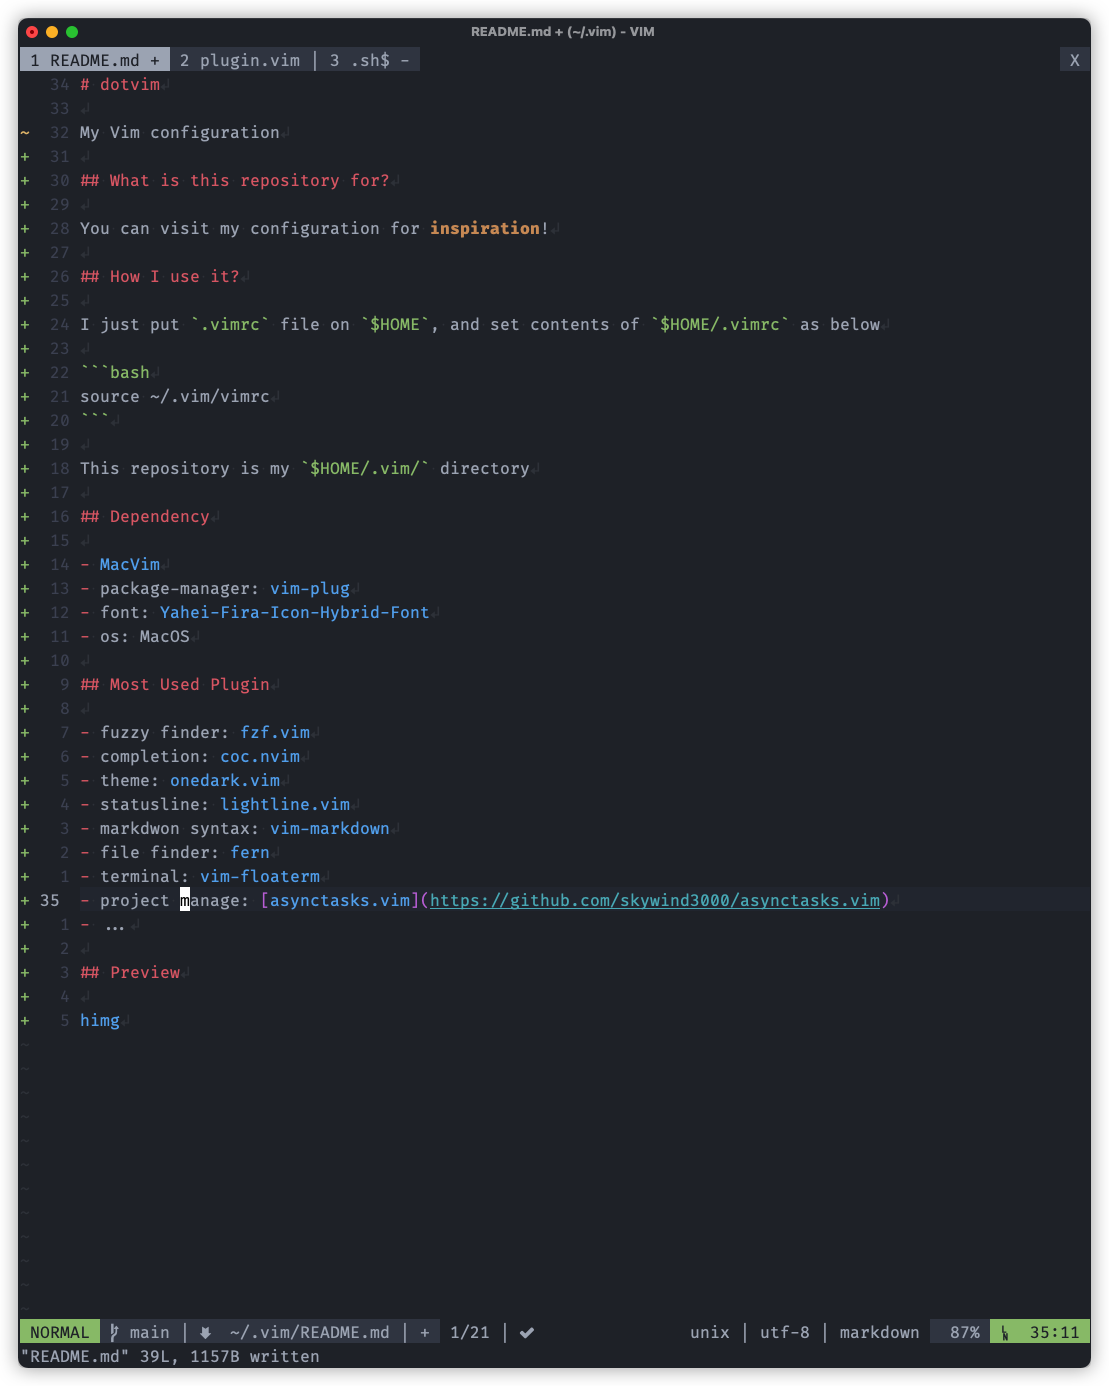 README.md + (~/.vim) - VIM
1 README.md + 2 plugin.vim | 3 .sh$ - X
34 # dotvim
33
~ 32 My Vim configuration
+ 31
+ 30 ## What is this repository for?
+ 29
+ 28 You can visit my configuration for inspiration!
+ 27
+ 26 ## How I use it?
+ 25
+ 24 I just put `.vimrc` file on `$HOME`, and set contents of `$HOME/.vimrc` as below
+ 23
+ 22 ```bash
+ 21 source ~/.vim/vimrc
+ 20 ```
+ 19
+ 18 This repository is my `$HOME/.vim/` directory
+ 17
+ 16 ## Dependency
+ 15
+ 14 - MacVim
+ 13 - package-manager: vim-plug
+ 12 - font: Yahei-Fira-Icon-Hybrid-Font
+ 11 - os: MacOS
+ 10
+ 9 ## Most Used Plugin
+ 8
+ 7 - fuzzy finder: fzf.vim
+ 6 - completion: coc.nvim
+ 5 - theme: onedark.vim
+ 4 - statusline: lightline.vim
+ 3 - markdwon syntax: vim-markdown
+ 2 - file finder: fern
+ 1 - terminal: vim-floaterm
+ 35 - project manage: [asynctasks.vim](https://github.com/skywind3000/asynctasks.vim)
+ 1 - ...
+ 2
+ 3 ## Preview
+ 4
+ 5 himg
~
~
~
~
~
~
~
~
~
~
~
~
NORMAL main | ~/.vim/README.md | + 1/21 | ✔ unix | utf-8 | markdown 87% LN 35:11
"README.md" 39L, 1157B written